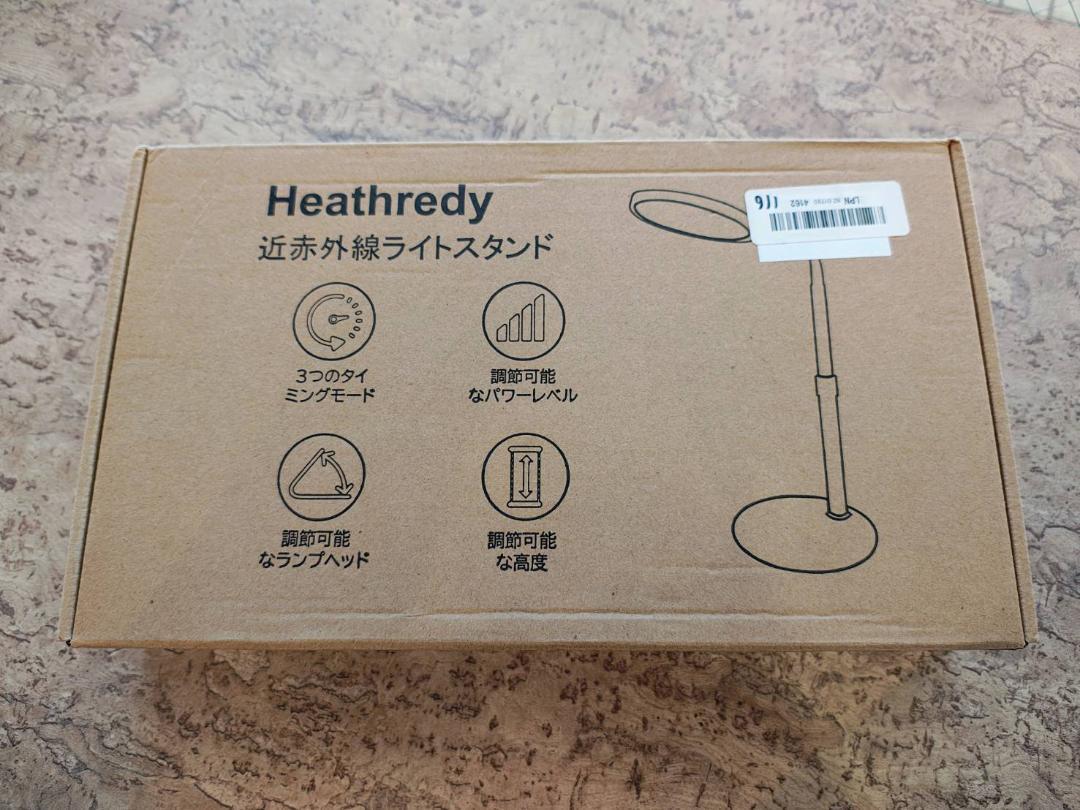 Heathredy
近赤外線ライトスタンド
3つのタイ
ミングモード
調節可能
なパワーレベル
調節可能
なランプヘッド
調節可能
な高度
LPN
4162
116